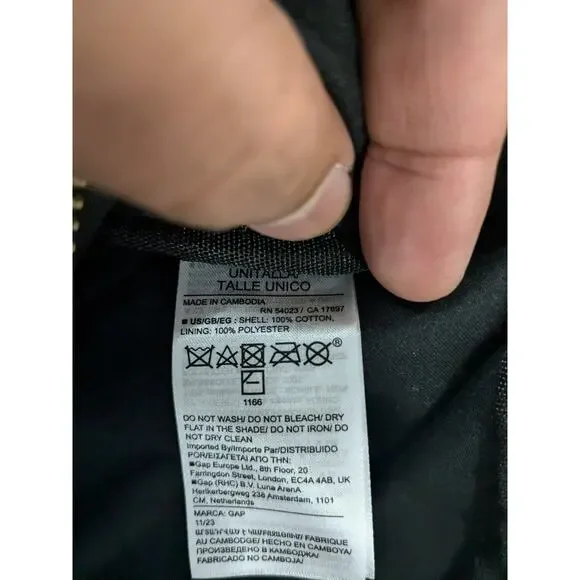 UNITALLA/
TALLE UNICO
MADE IN CAMBODIA
RN 54023 / CA 17897
■ US/GB/EG : SHELL: 100% COTTON,
LINING: 100% POLYESTER
®
1166
DO NOT WASH/ DO NOT BLEACH/ DRY
FLAT IN THE SHADE/ DO NOT IRON/ DO
NOT DRY CLEAN
Imported By/Importe Par/DISTRIBUIDO
POR/ΕΙΣΑΓΕΤΑΙ ΑΠΟ ΤΗΝ:
■Gap Europe Ltd., 8th Floor, 20
Farringdon Street, London, EC4A 4AB, UK
■Gap (RHC) B.V. Luna ArenA
Herikerbergweg 238 Amsterdam, 1101
CM, Netherlands
MARCA: GAP
11/23
FABRIQUE
AU CAMBODGE/ HECHO EN CAMBOYA/
ПРОИЗВЕДЕНО В КАМБОДЖА/